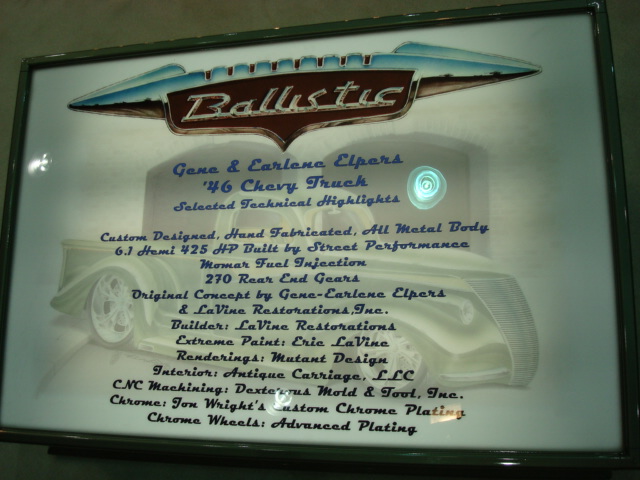 Ballistic
Gene & Earlene Elpers
'46 Chevy Truck
Selected Technical Highlights
Custom Designed, Hand Fabricated, All Metal Body
6.1 Hemi 425 HP Built by Street Performance
Momar Fuel Injection
270 Rear End Gears
Original Concept by Gene-Earlene Elpers
& LaVine Restorations,Inc.
Builder: LaVine Restorations
Extreme Paint: Eric LaVine
Renderings: Mutant Design
Interior: Antique Carriage, LLC
CNC Machining: Dexterous Mold & Tool, Inc.
Chrome: Jon Wright's Custom Chrome Plating
Chrome Wheels: Advanced Plating